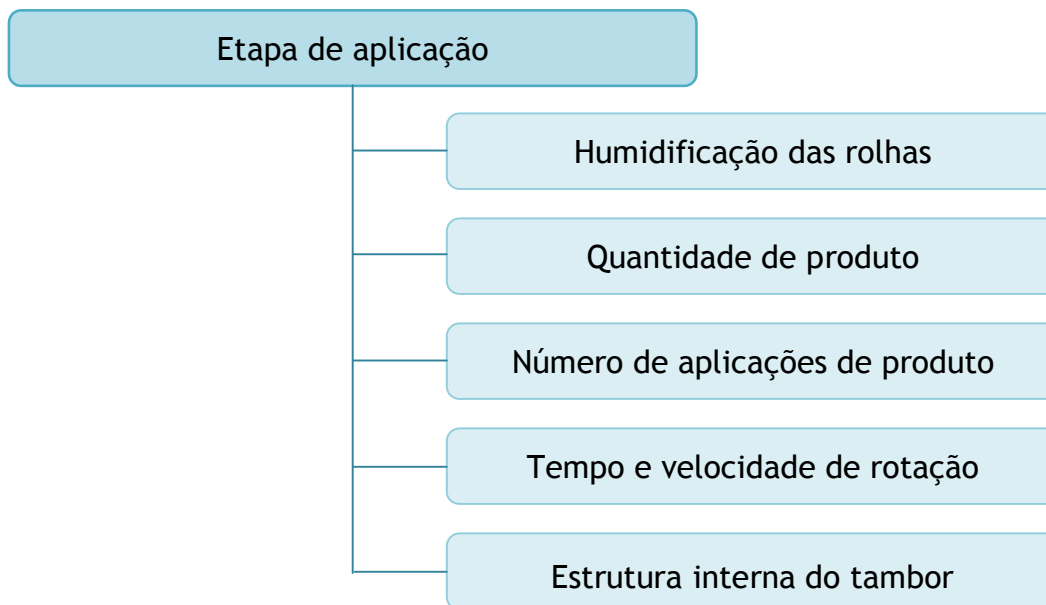 Etapa de aplicação
Humidificação das rolhas
Quantidade de produto
Número de aplicações de produto
Tempo e velocidade de rotação
Estrutura interna do tambor